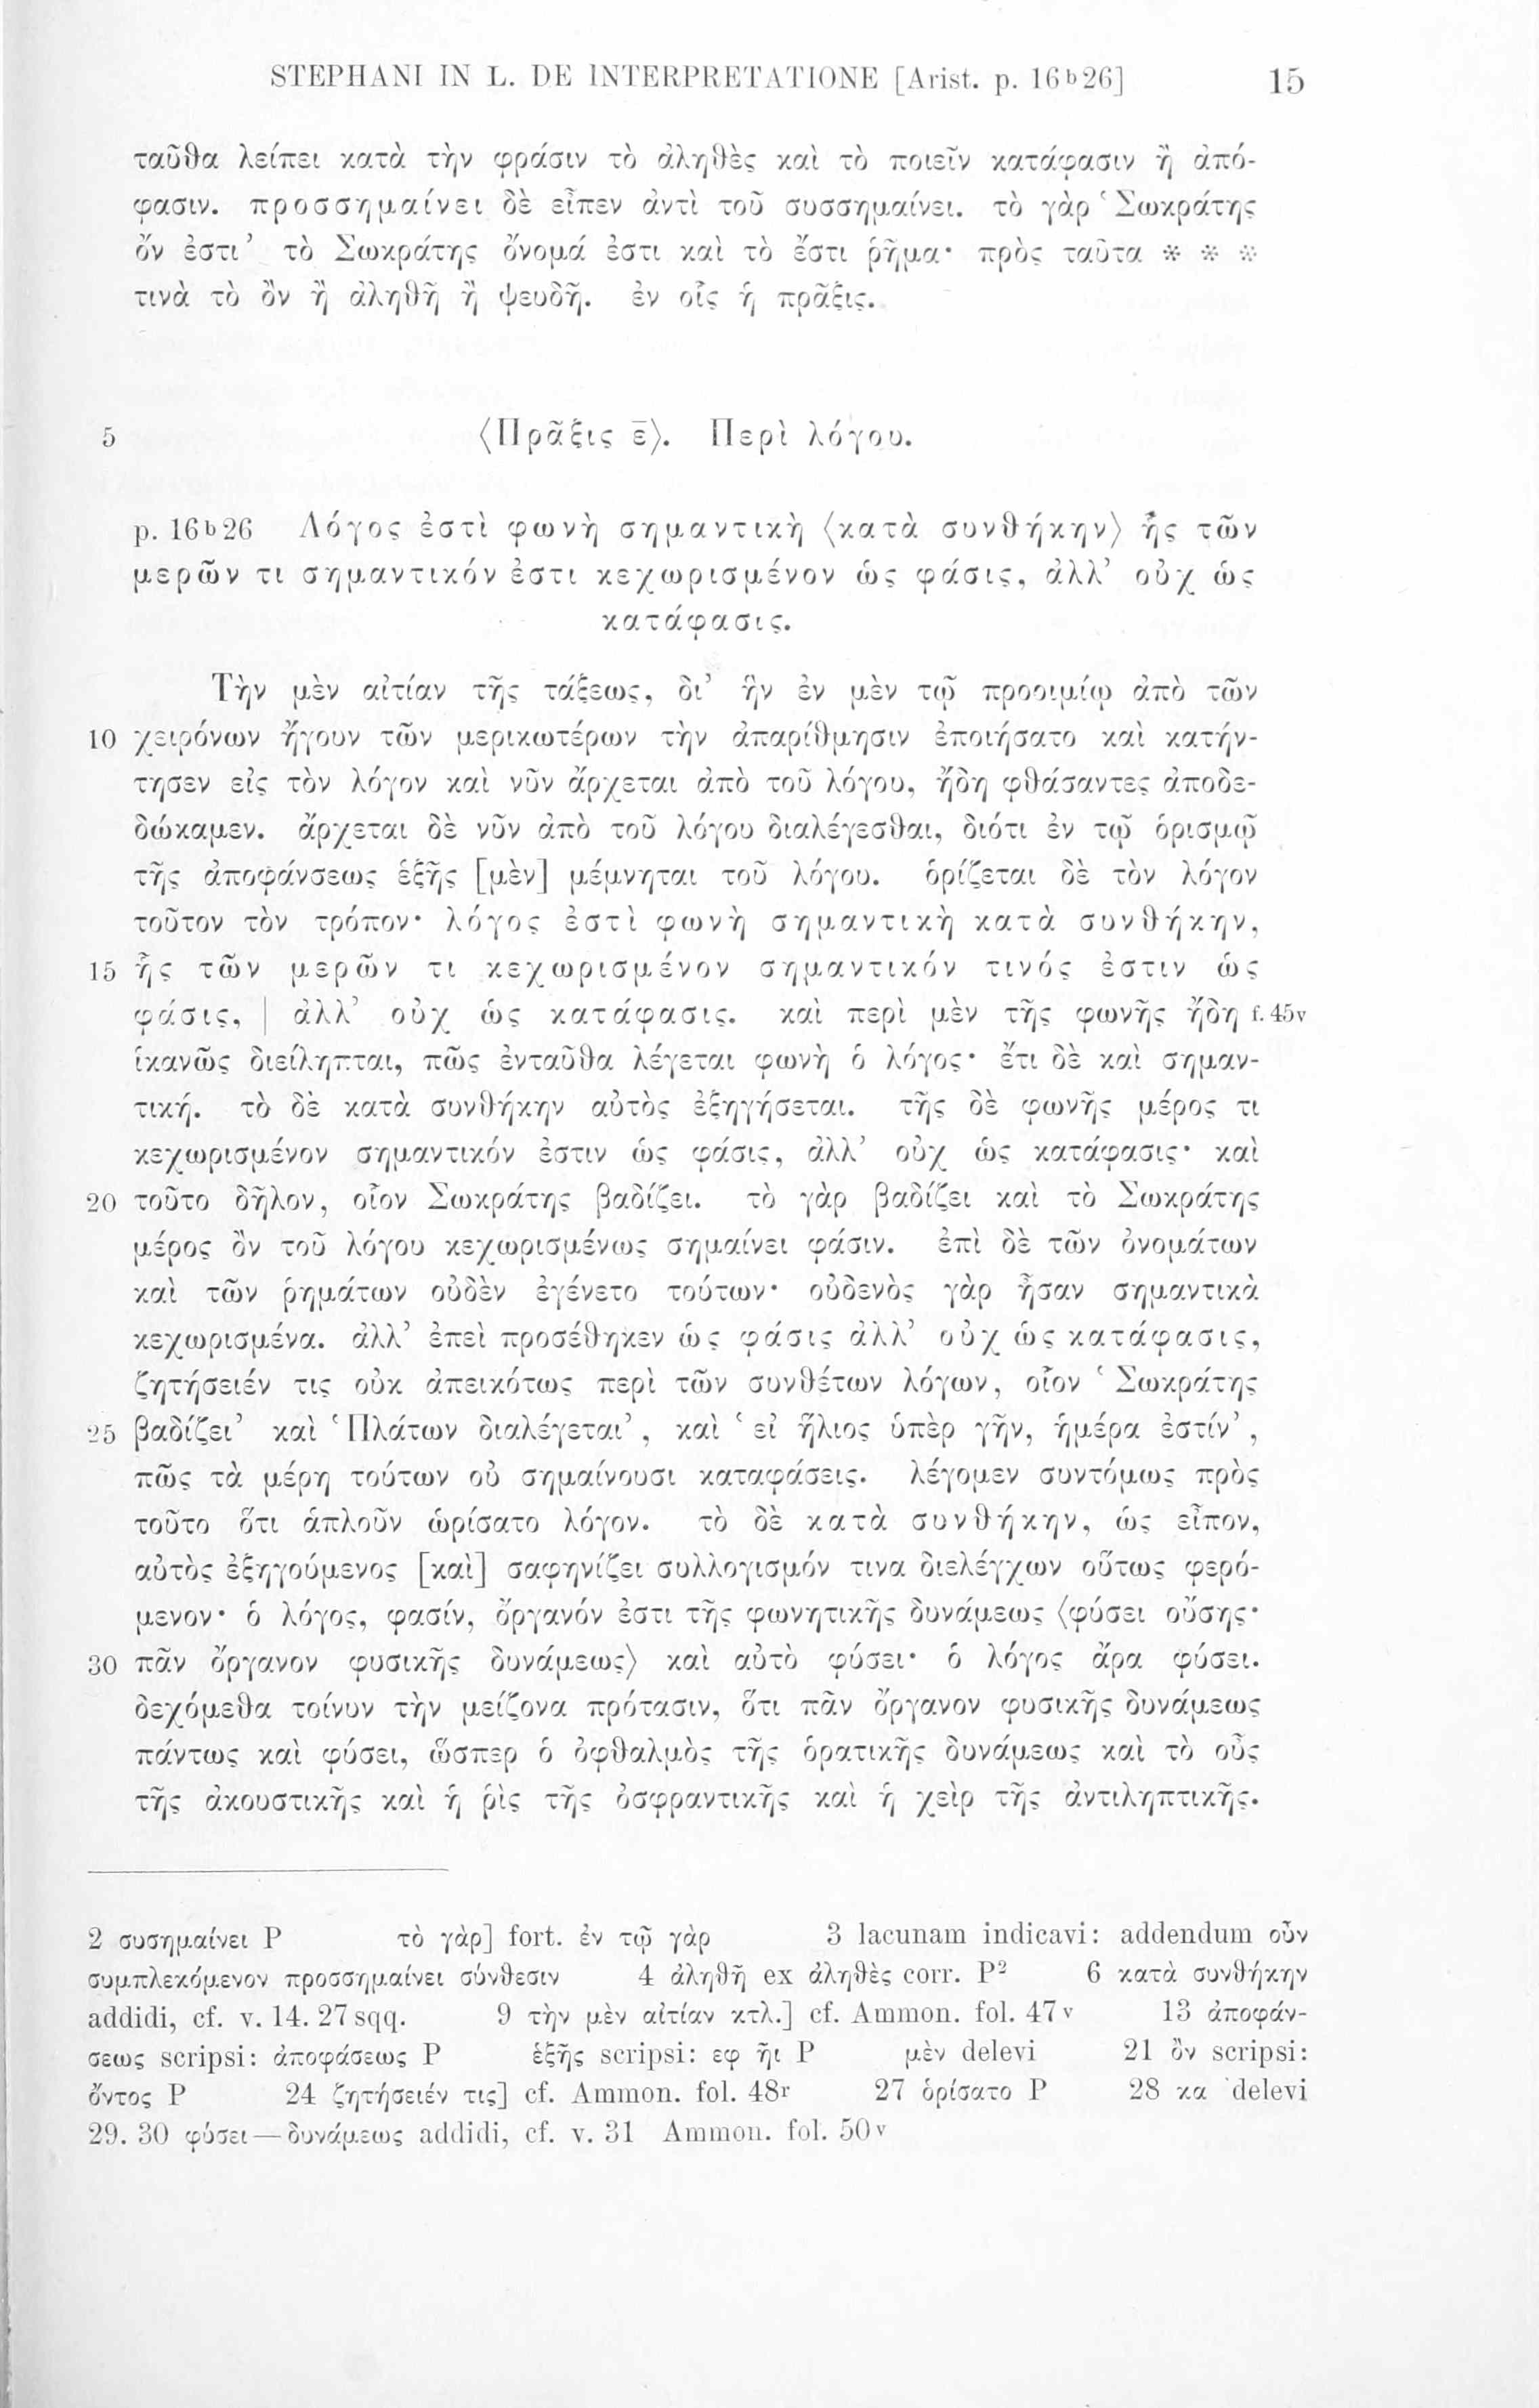 STEPHANI IN L. DE INTERPRETATIONE [Arist. p. 16ᵇ26] 15
ταῦθα λείπει κατὰ τὴν φράσιν τὸ ἀληθὲς καὶ τὸ ποιεῖν κατάφασιν ἢ ἀπό-
φασιν. προσσημαίνει δὲ εἶπεν ἀντὶ τοῦ συσσημαίνει. τὸ γὰρ ‘Σωκράτης
ὄν ἐστι’ τὸ Σωκράτης ὄνομά ἐστι καὶ τὸ ἔστι ῥῆμα· πρὸς ταῦτα * * *
τινὰ τὸ ὂν ἢ ἀληθῆ ἢ ψευδῆ. ἐν οἷς ἡ πρᾶξις.
5 ⟨Πρᾶξις ε̄⟩. Περὶ λόγου.
p. 16ᵇ26 Λόγος ἐστὶ φωνὴ σημαντικὴ ⟨κατὰ συνθήκην⟩ ἧς τῶν
μερῶν τι σημαντικόν ἐστι κεχωρισμένον ὡς φάσις, ἀλλ’ οὐχ ὡς
κατάφασις.
Τὴν μὲν αἰτίαν τῆς τάξεως, δι’ ἣν ἐν μὲν τῷ προοιμίῳ ἀπὸ τῶν
10 χειρόνων ἤγουν τῶν μερικωτέρων τὴν ἀπαρίθμησιν ἐποιήσατο καὶ κατήν-
τησεν εἰς τὸν λόγον καὶ νῦν ἄρχεται ἀπὸ τοῦ λόγου, ἤδη φθάσαντες ἀποδε-
δώκαμεν. ἄρχεται δὲ νῦν ἀπὸ τοῦ λόγου διαλέγεσθαι, διότι ἐν τῷ ὁρισμῷ
τῆς ἀποφάνσεως ἑξῆς [μὲν] μέμνηται τοῦ λόγου. ὁρίζεται δὲ τὸν λόγον
τοῦτον τὸν τρόπον· λόγος ἐστὶ φωνὴ σημαντικὴ κατὰ συνθήκην,
15 ἧς τῶν μερῶν τι κεχωρισμένον σημαντικόν τινός ἐστιν ὡς
φάσις, | ἀλλ’ οὐχ ὡς κατάφασις. καὶ περὶ μὲν τῆς φωνῆς ἤδη f. 45v
ἱκανῶς διείληπται, πῶς ἐνταῦθα λέγεται φωνὴ ὁ λόγος· ἔτι δὲ καὶ σημαν-
τική. τὸ δὲ κατὰ συνθήκην αὐτὸς ἐξηγήσεται. τῆς δὲ φωνῆς μέρος τι
κεχωρισμένον σημαντικόν ἐστιν ὡς φάσις, ἀλλ’ οὐχ ὡς κατάφασις· καὶ
20 τοῦτο δῆλον, οἷον Σωκράτης βαδίζει. τὸ γὰρ βαδίζει καὶ τὸ Σωκράτης
μέρος ὂν τοῦ λόγου κεχωρισμένως σημαίνει φάσιν. ἐπὶ δὲ τῶν ὀνομάτων
καὶ τῶν ῥημάτων οὐδὲν ἐγένετο τούτων· οὐδενὸς γὰρ ἦσαν σημαντικὰ
κεχωρισμένα. ἀλλ’ ἐπεὶ προσέθηκεν ὡς φάσις ἀλλ’ οὐχ ὡς κατάφασις,
ζητήσειέν τις οὐκ ἀπεικότως περὶ τῶν συνθέτων λόγων, οἷον ‘Σωκράτης
25 βαδίζει’ καὶ ‘Πλάτων διαλέγεται’, καὶ ‘εἰ ἥλιος ὑπὲρ γῆν, ἡμέρα ἐστίν’,
πῶς τὰ μέρη τούτων οὐ σημαίνουσι καταφάσεις. λέγομεν συντόμως πρὸς
τοῦτο ὅτι ἁπλοῦν ὡρίσατο λόγον. τὸ δὲ κατὰ συνθήκην, ὡς εἶπον,
αὐτὸς ἐξηγούμενος [καὶ] σαφηνίζει συλλογισμόν τινα διελέγχων οὕτως φερό-
μενον· ὁ λόγος, φασίν, ὄργανόν ἐστι τῆς φωνητικῆς δυνάμεως ⟨φύσει οὔσης·
30 πᾶν ὄργανον φυσικῆς δυνάμεως⟩ καὶ αὐτὸ φύσει· ὁ λόγος ἄρα φύσει.
δεχόμεθα τοίνυν τὴν μείζονα πρότασιν, ὅτι πᾶν ὄργανον φυσικῆς δυνάμεως
πάντως καὶ φύσει, ὥσπερ ὁ ὀφθαλμὸς τῆς ὁρατικῆς δυνάμεως καὶ τὸ οὖς
τῆς ἀκουστικῆς καὶ ἡ ῥὶς τῆς ὀσφραντικῆς καὶ ἡ χεὶρ τῆς ἀντιληπτικῆς.
2 συσημαίνει P τὸ γὰρ] fort. ἐν τῷ γὰρ 3 lacunam indicavi: addendum οὖν
συμπλεκόμενον προσσημαίνει σύνθεσιν 4 ἀληθῆ ex ἀληθὲς corr. P² 6 κατὰ συνθήκην
addidi, cf. v. 14. 27 sqq. 9 τὴν μὲν αἰτίαν κτλ.] cf. Ammon. fol. 47v 13 ἀποφάν-
σεως scripsi: ἀποφάσεως P ἑξῆς scripsi: εφ ῆι P μὲν delevi 21 ὂν scripsi:
ὄντος P 24 ζητήσειέν τις] cf. Ammon. fol. 48r 27 ὁρίσατο P 28 κα delevi
29. 30 φύσει — δυνάμεως addidi, cf. v. 31 Ammon. fol. 50v